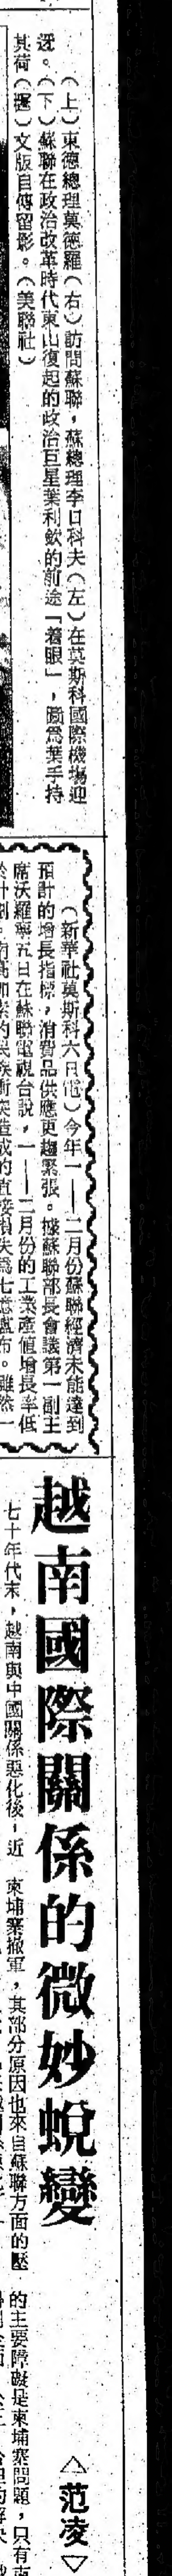 （上）東德總理莫德羅（右）訪問蘇聯，蘇總理李日科夫（左）在莫斯科國際機場迎
迓。（下）蘇聯在政治改革時代東山復起的政治巨星葉利欽的前途「着眼」，圖為葉手持
其荷（蘭）文版自傳留影。（美聯社）
（新華社莫斯科六日電）今年一——二月份蘇聯經濟未能達到
預計的增長指標，消費品供應更趨緊張。據蘇聯部長會議第一副主
席沃羅寧五日在蘇聯電視台說，一——二月份的工業產值增長率低
越南國際關係的微妙蛻變
△范凌▽
七十年代末，越南與中國關係惡化後，近
柬埔寨撤軍，其部分原因也來自蘇聯方面的壓
的主要障礙是柬埔寨問題，只有